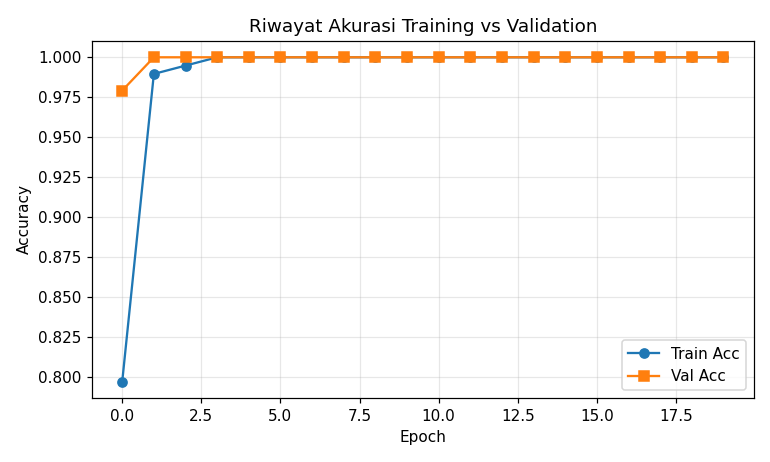 Riwayat Akurasi Training vs Validation
1.000
0.975
0.950
0.925
0.900
0.875
0.850
0.825
0.800
Accuracy
0.0 2.5 5.0 7.5 10.0 12.5 15.0 17.5
Epoch
Train Acc
Val Acc